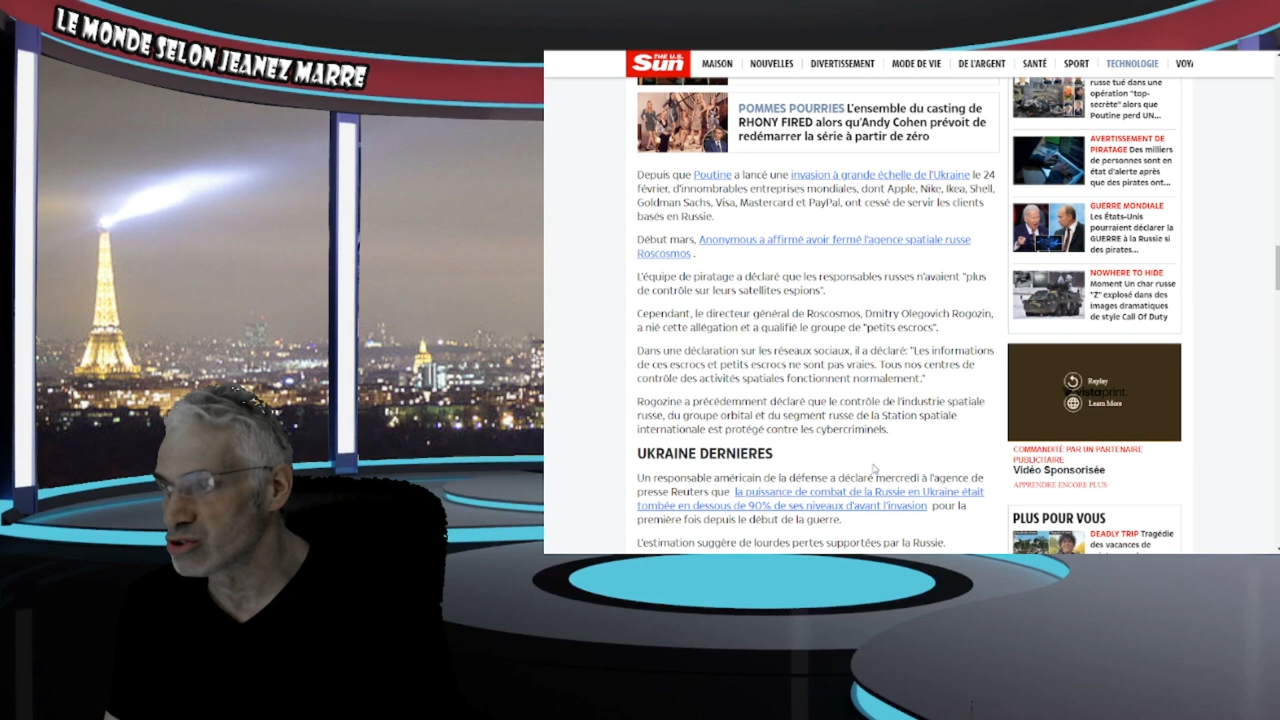 LE MONDE SELON JEANEZ MARRE
THE U.S. Sun
MAISON NOUVELLES DIVERTISSEMENT MODE DE VIE DE L'ARGENT SANTÉ SPORT TECHNOLOGIE VOY
POMMES POURRIES L'ensemble du casting de
RHONY FIRED alors qu'Andy Cohen prévoit de
redémarrer la série à partir de zéro
Depuis que Poutine a lancé une invasion à grande échelle de l'Ukraine le 24
février, d'innombrables entreprises mondiales, dont Apple, Nike, Ikea, Shell,
Goldman Sachs, Visa, Mastercard et PayPal, ont cessé de servir les clients
basés en Russie.
Début mars, Anonymous a affirmé avoir fermé l'agence spatiale russe
Roscosmos .
L'équipe de piratage a déclaré que les responsables russes n'avaient "plus
de contrôle sur leurs satellites espions".
Cependant, le directeur général de Roscosmos, Dmitry Olegovich Rogozin,
a nié cette allégation et a qualifié le groupe de "petits escrocs".
Dans une déclaration sur les réseaux sociaux, il a déclaré: "Les informations
de ces escrocs et petits escrocs ne sont pas vraies. Tous nos centres de
contrôle des activités spatiales fonctionnent normalement."
Rogozine a précédemment déclaré que le contrôle de l'industrie spatiale
russe, du groupe orbital et du segment russe de la Station spatiale
internationale est protégé contre les cybercriminels.
UKRAINE DERNIERES
Un responsable américain de la défense a déclaré mercredi à l'agence de
presse Reuters que la puissance de combat de la Russie en Ukraine était
tombée en dessous de 90% de ses niveaux d'avant l'invasion pour la
première fois depuis le début de la guerre.
L'estimation suggère de lourdes pertes supportées par la Russie.
russe tué dans une
opération "top-
secrète" alors que
Poutine perd UN...
AVERTISSEMENT DE
PIRATAGE Des milliers
de personnes sont en
état d'alerte après
que des pirates ont...
GUERRE MONDIALE
Les États-Unis
pourraient déclarer la
GUERRE à la Russie si
des pirates...
NOWHERE TO HIDE
Moment Un char russe
"Z" explosé dans des
images dramatiques
de style Call Of Duty
Replay
vistaprint.
Learn More
COMMANDITÉ PAR UN PARTENAIRE
PUBLICITAIRE
Vidéo Sponsorisée
APPRENDRE ENCORE PLUS
PLUS POUR VOUS
DEADLY TRIP Tragédie
des vacances de